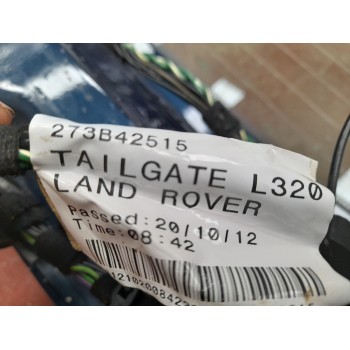 273B42515
TAILGATE L320
LAND ROVER
Passed:20/10/12
Time:08:42